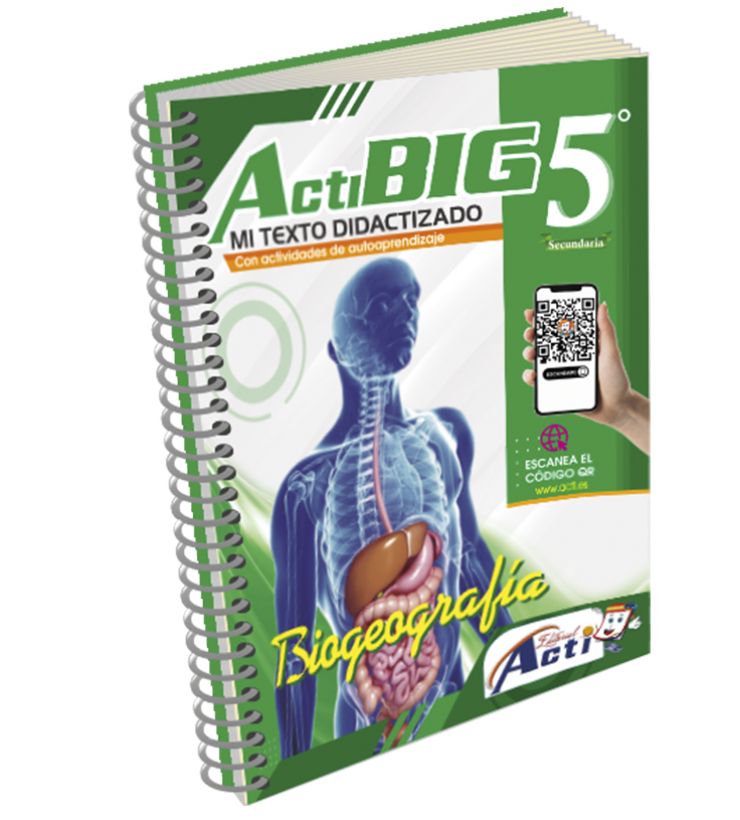 ActiBIG 5°
MI TEXTO DIDACTIZADO
Con actividades de autoaprendizaje
Secundaria
ESCANÉAME
ESCANEA EL
CÓDIGO QR
www.acti.es
Biogeografía
Editorial
Acti